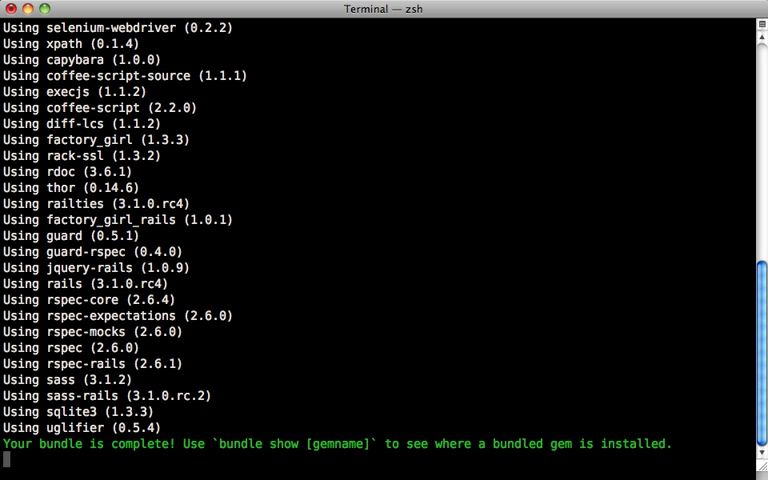 Terminal — zsh
Using selenium-webdriver (0.2.2)
Using xpath (0.1.4)
Using capybara (1.0.0)
Using coffee-script-source (1.1.1)
Using execjs (1.1.2)
Using coffee-script (2.2.0)
Using diff-lcs (1.1.2)
Using factory_girl (1.3.3)
Using rack-ssl (1.3.2)
Using rdoc (3.6.1)
Using thor (0.14.6)
Using railties (3.1.0.rc4)
Using factory_girl_rails (1.0.1)
Using guard (0.5.1)
Using guard-rspec (0.4.0)
Using jquery-rails (1.0.9)
Using rails (3.1.0.rc4)
Using rspec-core (2.6.4)
Using rspec-expectations (2.6.0)
Using rspec-mocks (2.6.0)
Using rspec (2.6.0)
Using rspec-rails (2.6.1)
Using sass (3.1.2)
Using sass-rails (3.1.0.rc.2)
Using sqlite3 (1.3.3)
Using uglifier (0.5.4)
Your bundle is complete! Use `bundle show [gemname]` to see where a bundled gem is installed.